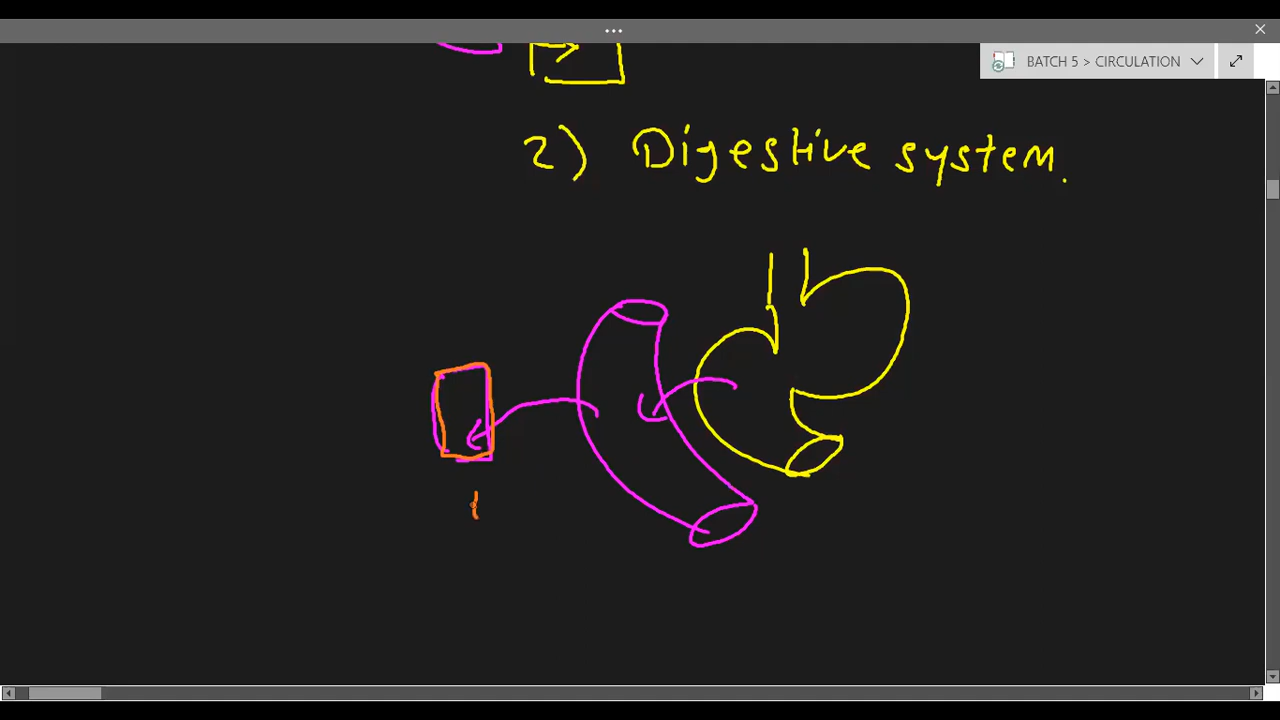 BATCH 5 > CIRCULATION
2) Digestive system.